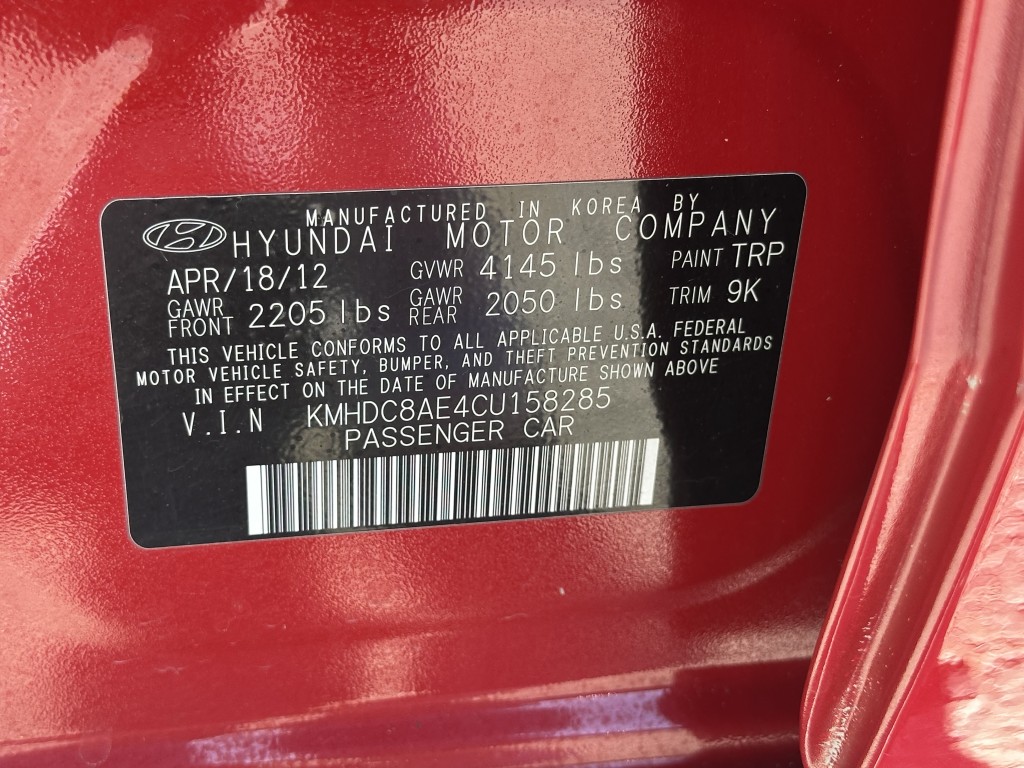 MANUFACTURED IN KOREA BY
HYUNDAI MOTOR COMPANY
APR/18/12 GVWR 4145 lbs PAINT TRP
GAWR FRONT 2205 lbs GAWR REAR 2050 lbs TRIM 9K
THIS VEHICLE CONFORMS TO ALL APPLICABLE U.S.A. FEDERAL
MOTOR VEHICLE SAFETY, BUMPER, AND THEFT PREVENTION STANDARDS
IN EFFECT ON THE DATE OF MANUFACTURE SHOWN ABOVE
V.I.N KMHDC8AE4CU158285
PASSENGER CAR